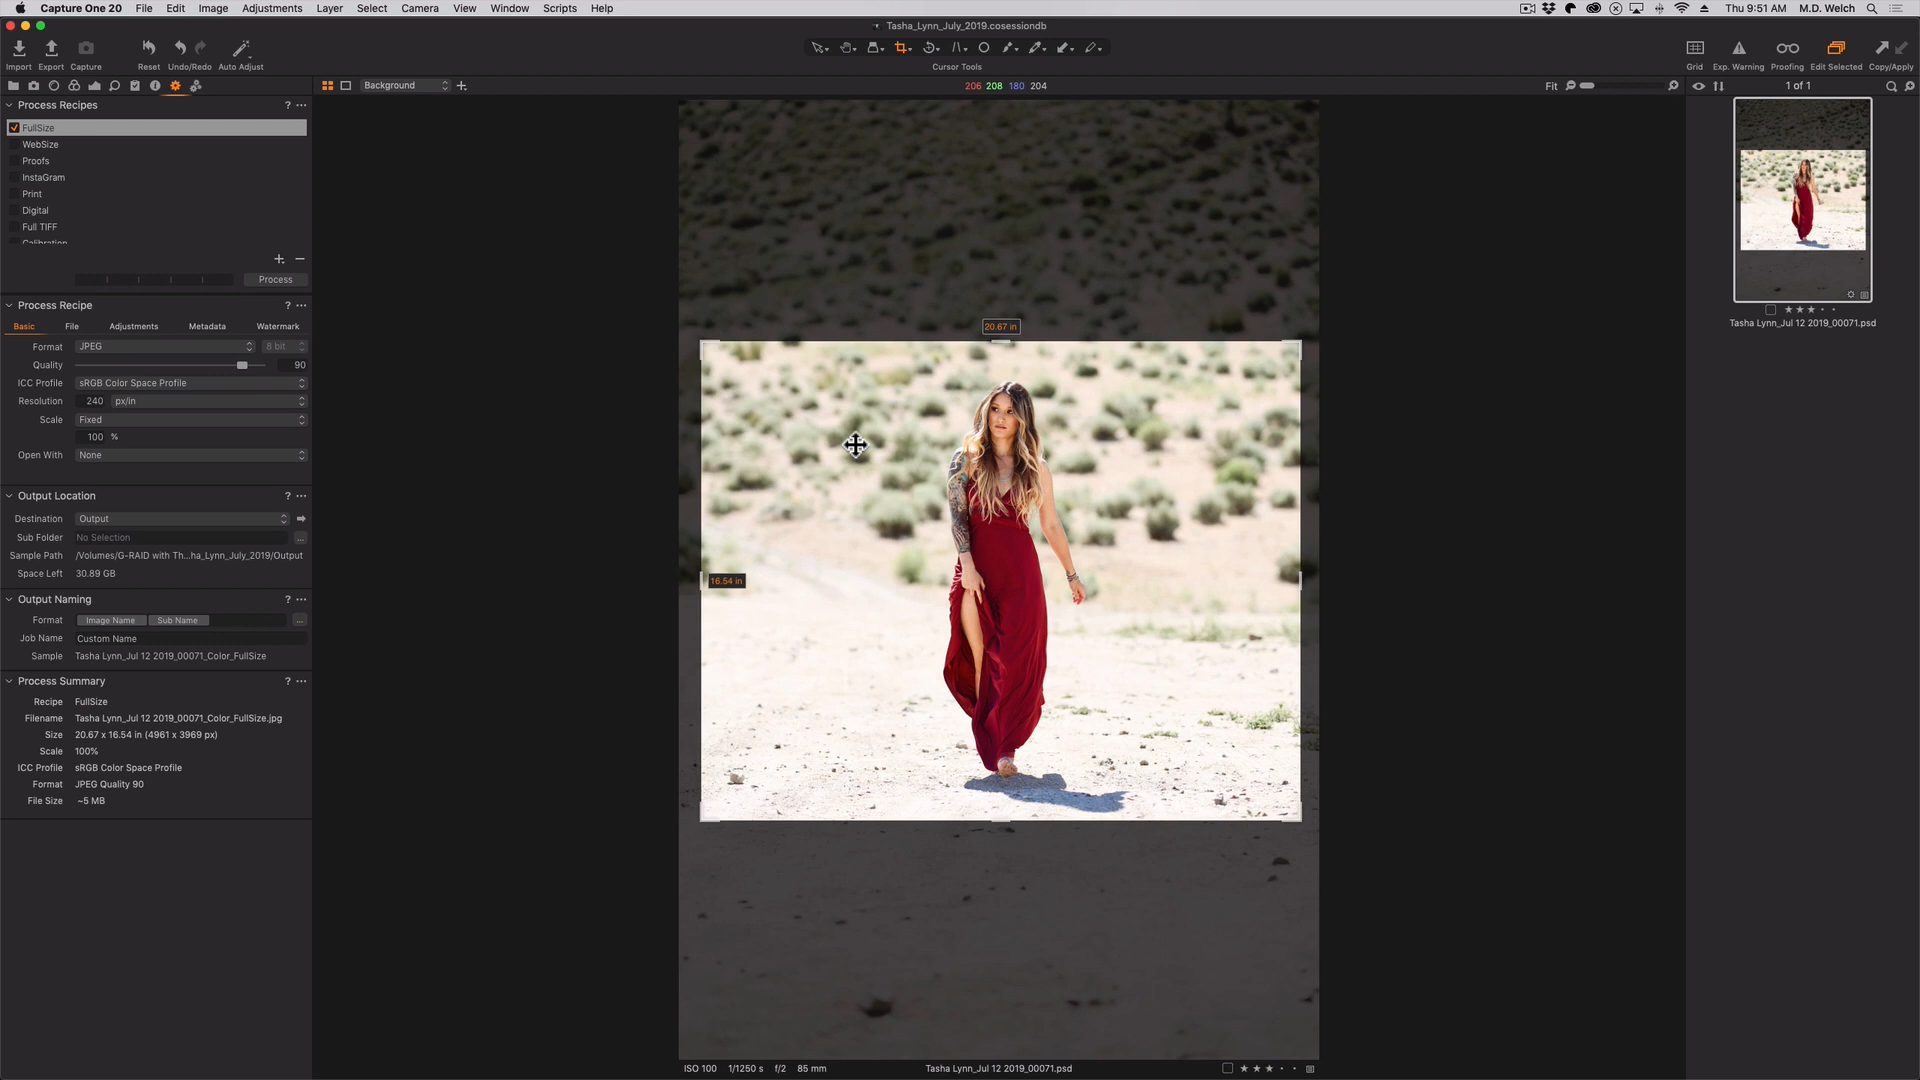 Capture One 20 File Edit Image Adjustments Layer Select Camera View Window Scripts Help Thu 9:51 AM M.D. Welch
Tasha_Lynn_July_2019.cosessiondb
Import Export Capture Reset Undo/Redo Auto Adjust Cursor Tools Grid Exp. Warning Proofing Edit Selected Copy/Apply
Background 206 208 180 204 Fit 1 of 1
Process Recipes ? ...
FullSize
WebSize
Proofs
InstaGram
Print
Digital
Full TIFF
Calibration
Process
Process Recipe ? ...
Basic File Adjustments Metadata Watermark
Format JPEG 8 bit
Quality 90
ICC Profile sRGB Color Space Profile
Resolution 240 px/in
Scale Fixed
100 %
Open With None
Output Location ? ...
Destination Output
Sub Folder No Selection ...
Sample Path /Volumes/G-RAID with Th...ha_Lynn_July_2019/Output
Space Left 30.89 GB
Output Naming ? ...
Format Image Name Sub Name ...
Job Name Custom Name
Sample Tasha Lynn_Jul 12 2019_00071_Color_FullSize
Process Summary ? ...
Recipe FullSize
Filename Tasha Lynn_Jul 12 2019_00071_Color_FullSize.jpg
Size 20.67 x 16.54 in (4961 x 3969 px)
Scale 100%
ICC Profile sRGB Color Space Profile
Format JPEG Quality 90
File Size ~5 MB
20.67 in
16.54 in
ISO 100 1/1250 s f/2 85 mm Tasha Lynn_Jul 12 2019_00071.psd
Tasha Lynn_Jul 12 2019_00071.psd